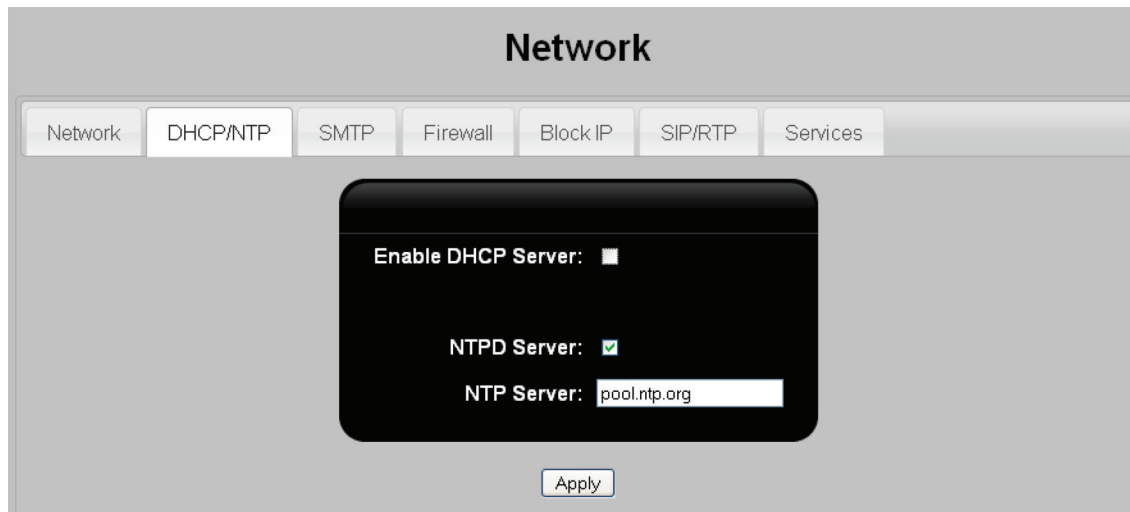 Network
Network DHCP/NTP SMTP Firewall Block IP SIP/RTP Services
Enable DHCP Server:
NTPD Server:
NTP Server: pool.ntp.org
Apply